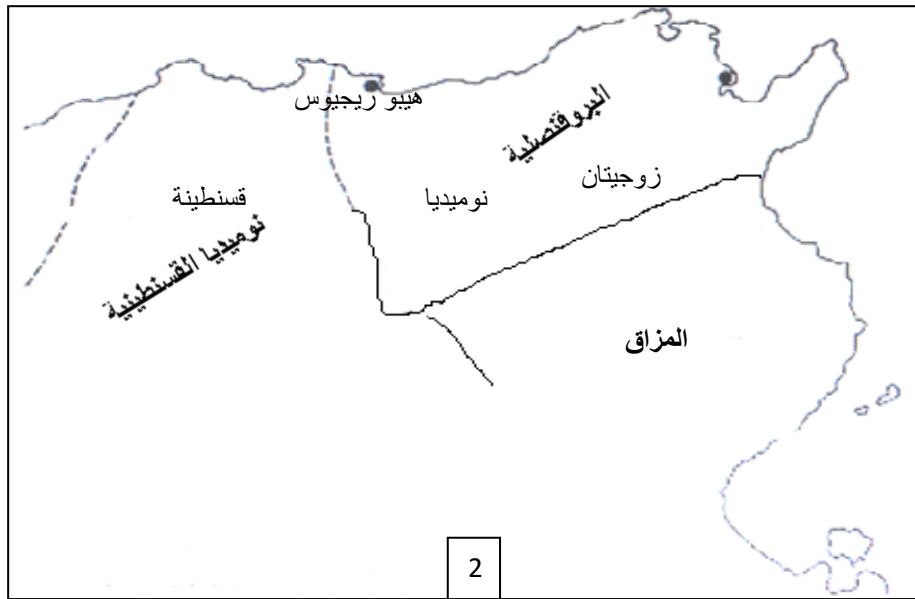 هيبو ريجيوس
البروقنصلية
زوجيتان
نوميديا
قسنطينة
نوميديا القسنطينية
المزاق
2